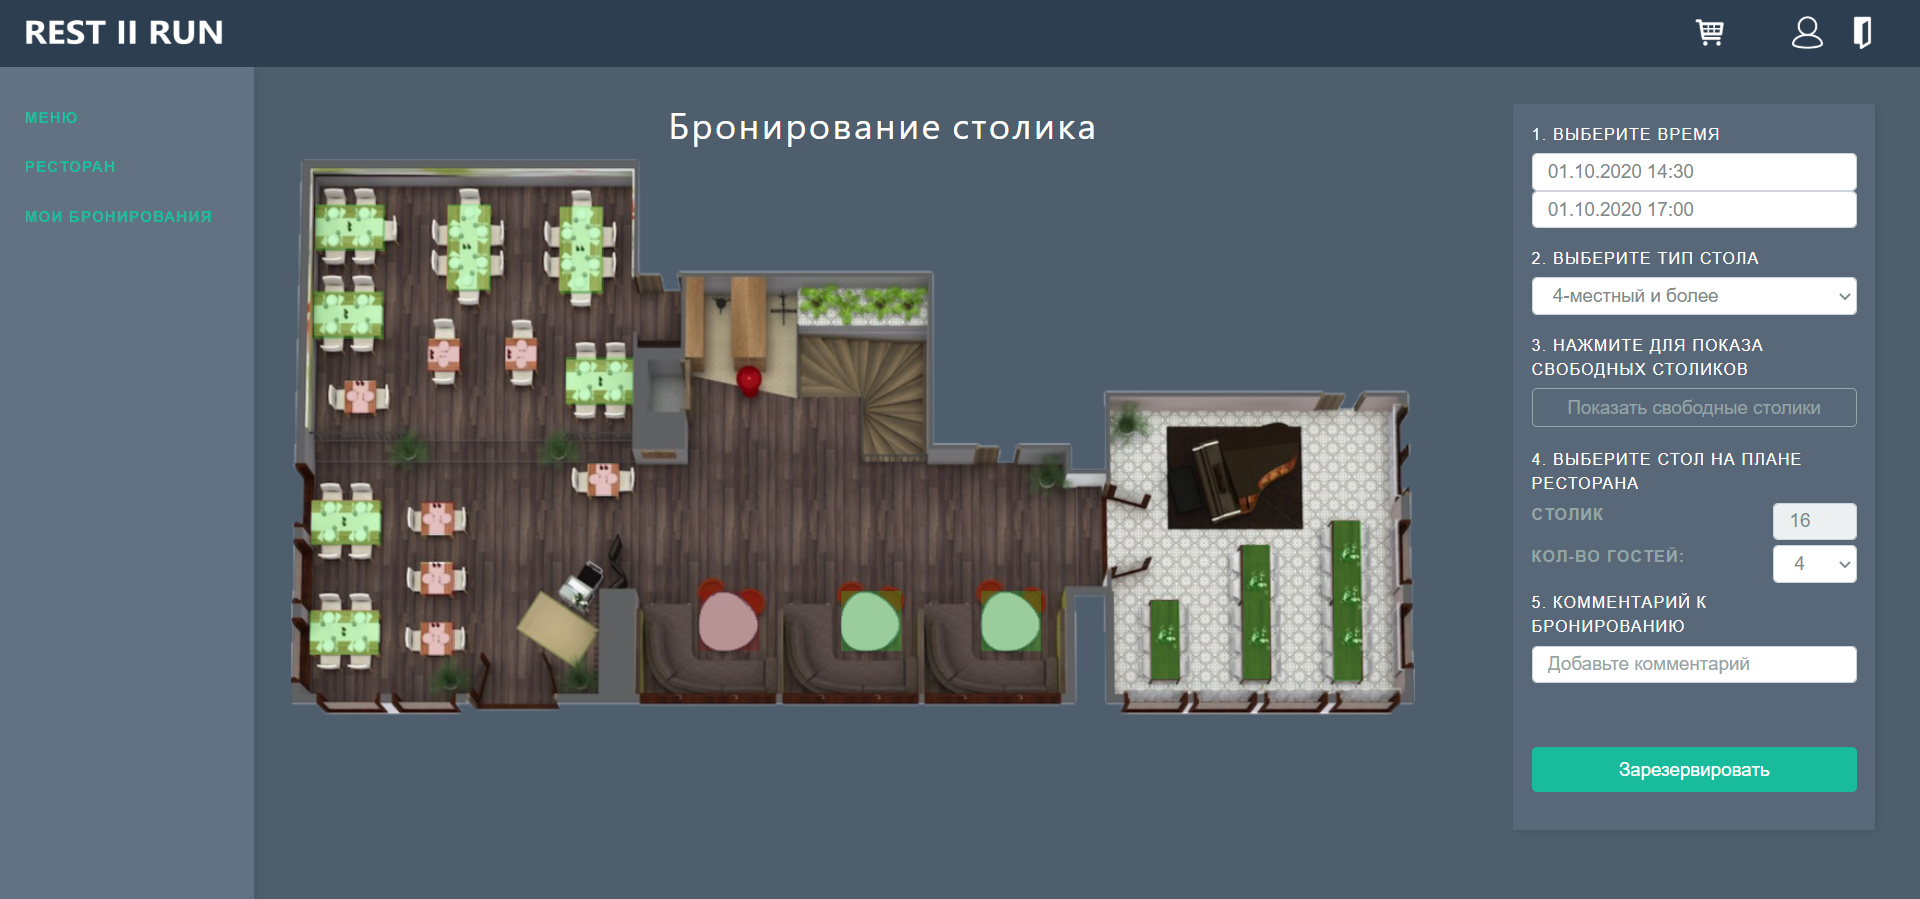 REST II RUN
МЕНЮ
РЕСТОРАН
МОИ БРОНИРОВАНИЯ
Бронирование столика
1. ВЫБЕРИТЕ ВРЕМЯ
01.10.2020 14:30
01.10.2020 17:00
2. ВЫБЕРИТЕ ТИП СТОЛА
4-местный и более
3. НАЖМИТЕ ДЛЯ ПОКАЗА
СВОБОДНЫХ СТОЛИКОВ
Показать свободные столики
4. ВЫБЕРИТЕ СТОЛ НА ПЛАНЕ
РЕСТОРАНА
СТОЛИК 16
КОЛ-ВО ГОСТЕЙ: 4
5. КОММЕНТАРИЙ К
БРОНИРОВАНИЮ
Добавьте комментарий
Зарезервировать